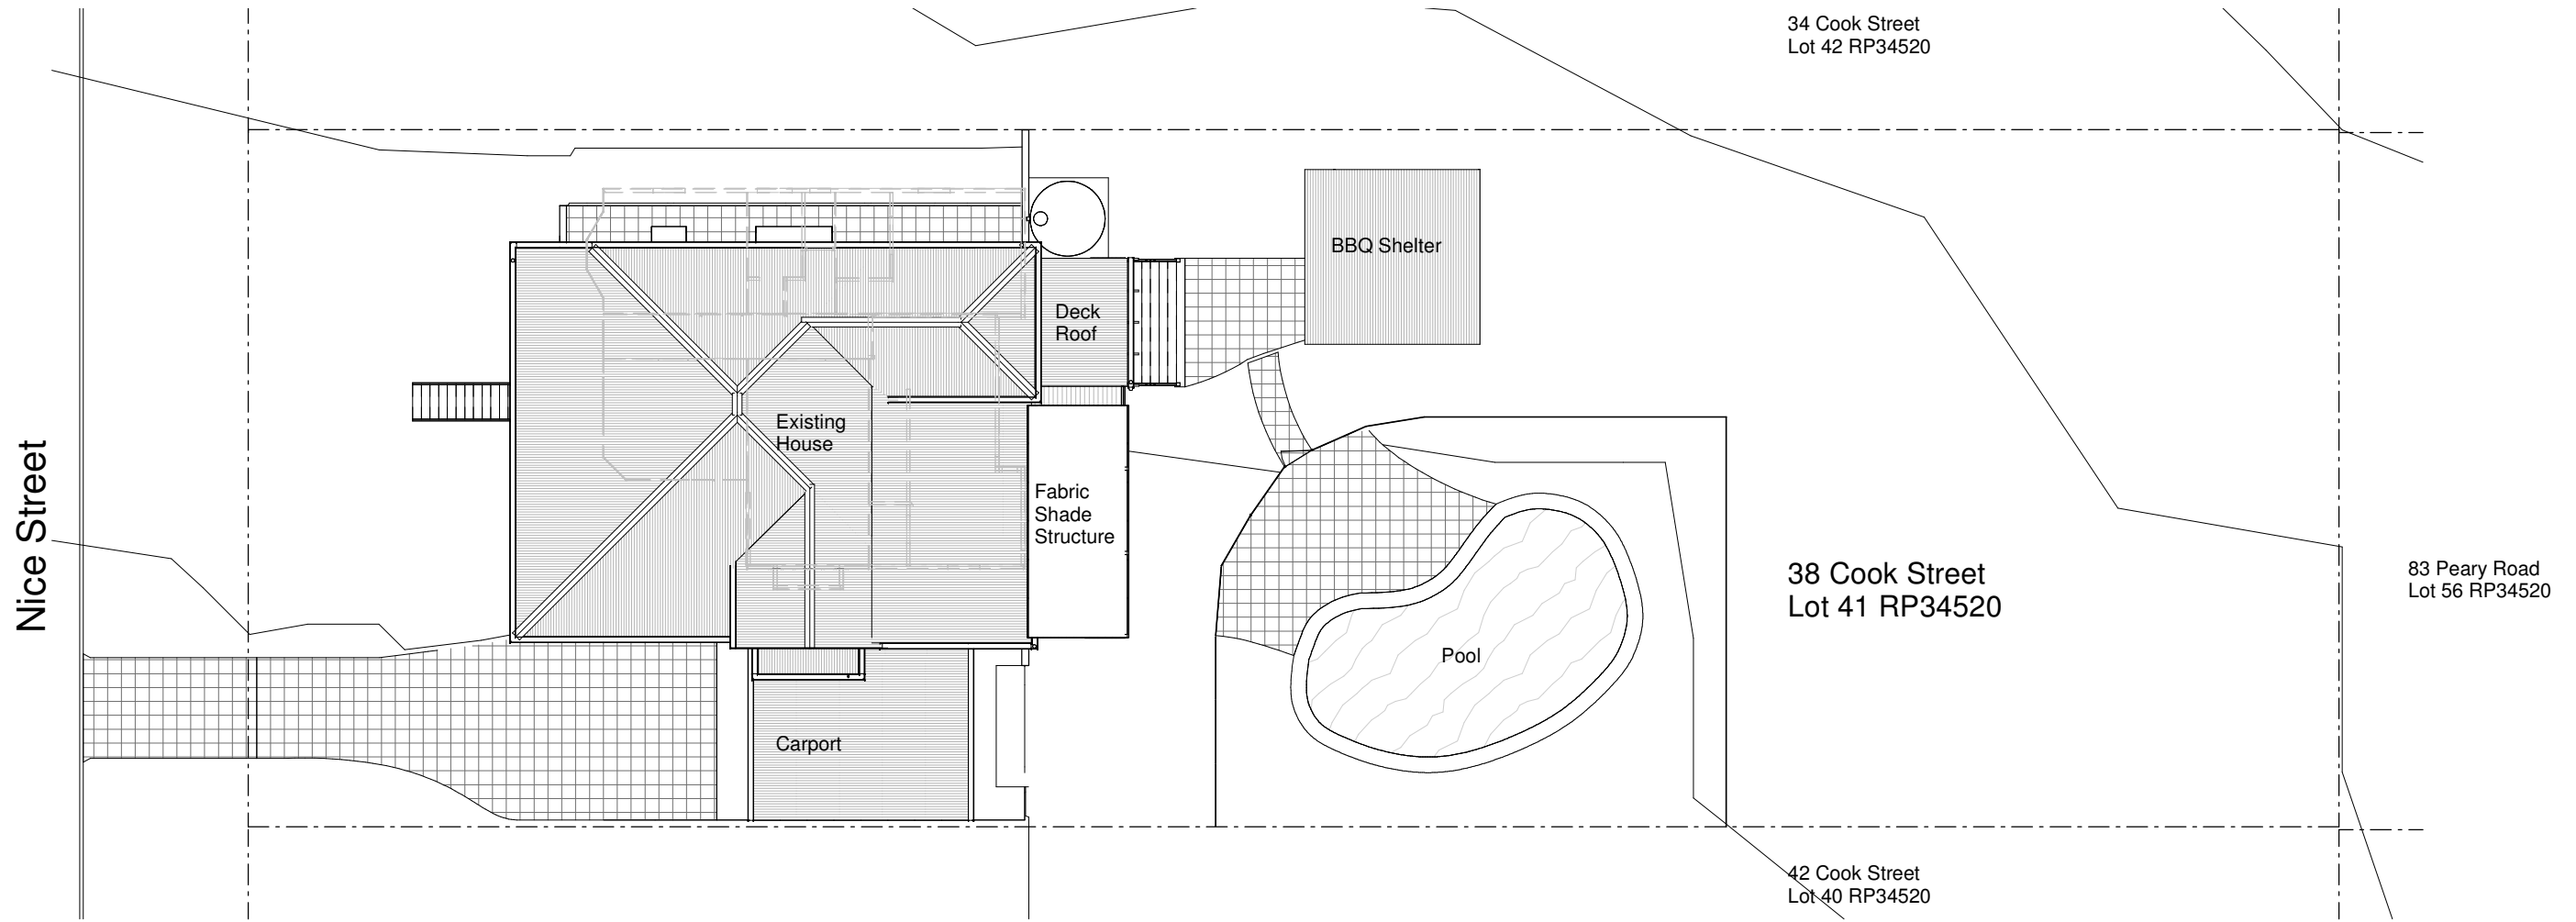 34 Cook Street
Lot 42 RP34520
BBQ Shelter
Deck
Roof
Existing
House
Nice Street
Fabric
Shade
Structure
38 Cook Street
Lot 41 RP34520
83 Peary Road
Lot 56 RP34520
Pool
Carport
42 Cook Street
Lot 40 RP34520